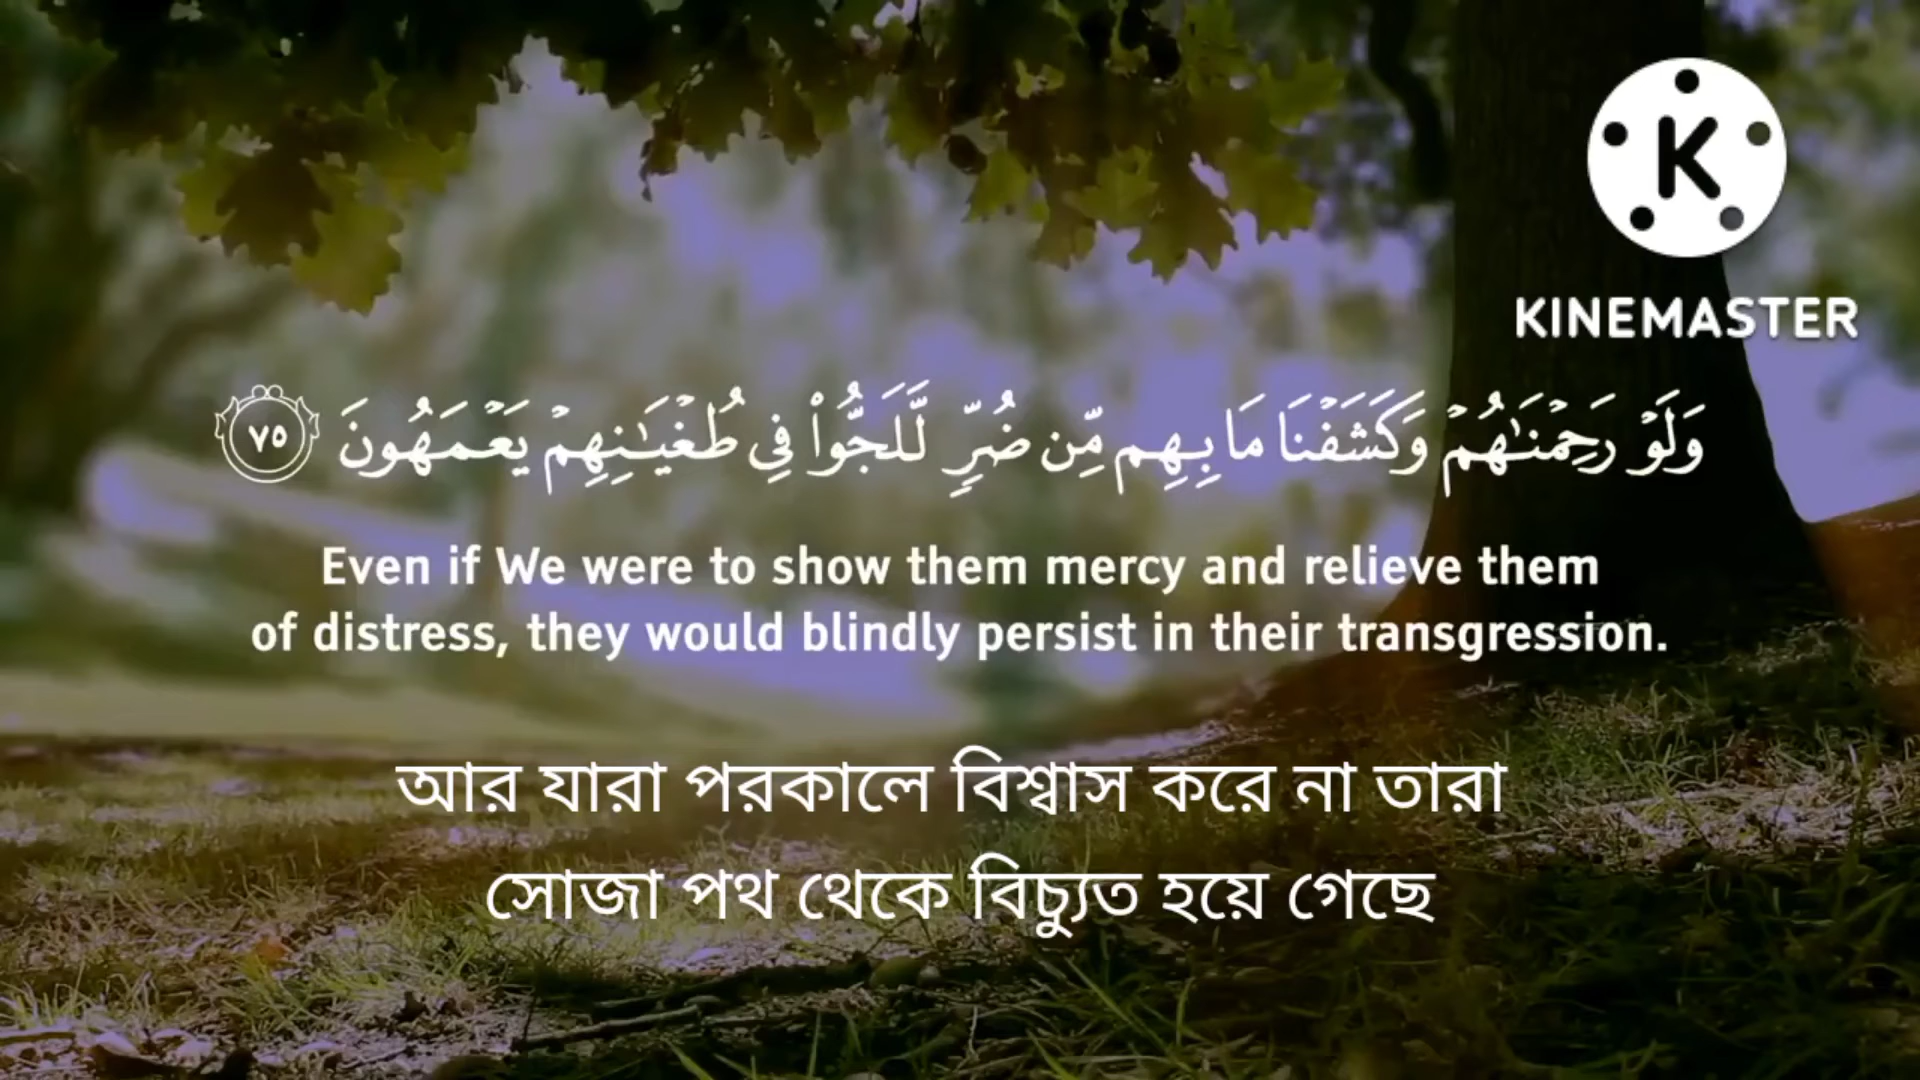 KINEMASTER
وَلَوْ رَحِمْنَٰهُمْ وَكَشَفْنَا مَا بِهِم مِّن ضُرٍّ لَّلَجُّوا۟ فِى طُغْيَٰنِهِمْ يَعْمَهُونَ ٧٥
Even if We were to show them mercy and relieve them
of distress, they would blindly persist in their transgression.
আর যারা পরকালে বিশ্বাস করে না তারা
সোজা পথ থেকে বিচ্যুত হয়ে গেছে